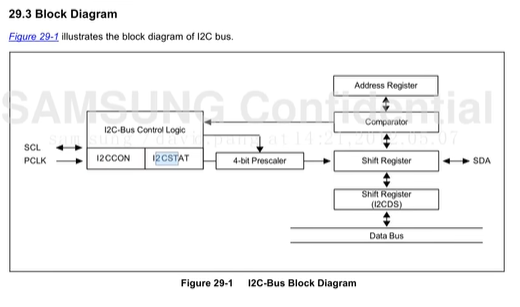 29.3 Block Diagram
Figure 29-1 illustrates the block diagram of I2C bus.
SAMSUNG Confidential
Address Register
Comparator
I2C-Bus Control Logic
SCL
PCLK
I2CCON
I2CSTAT
4-bit Prescaler
Shift Register
SDA
Shift Register
(I2CDS)
Data Bus
Figure 29-1 I2C-Bus Block Diagram